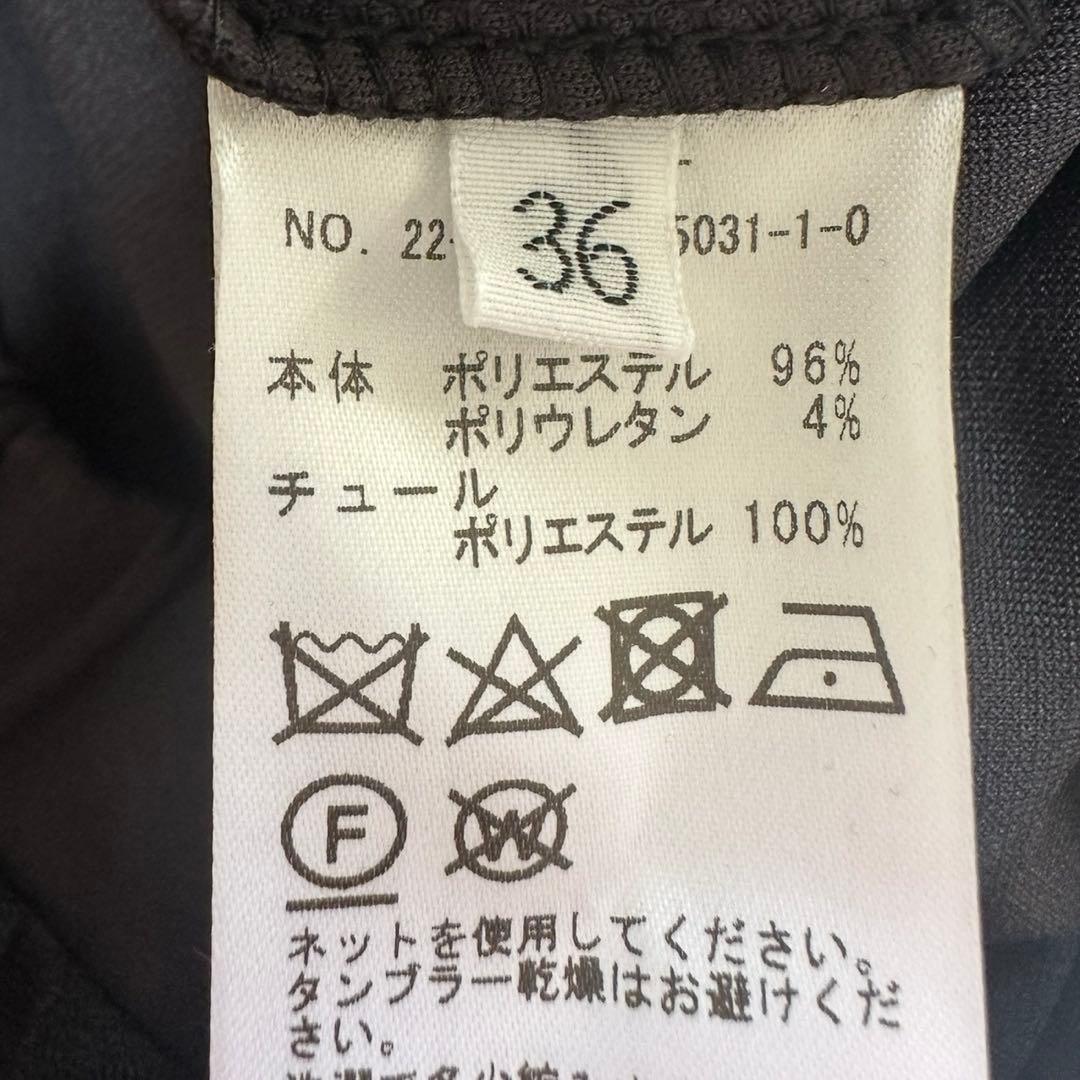 36
NO. 22- 5031-1-0
本体 ポリエステル 96%
ポリウレタン 4%
チュール
ポリエステル 100%
F
W
ネットを使用してください。
タンブラー乾燥はお避けくだ
さい。